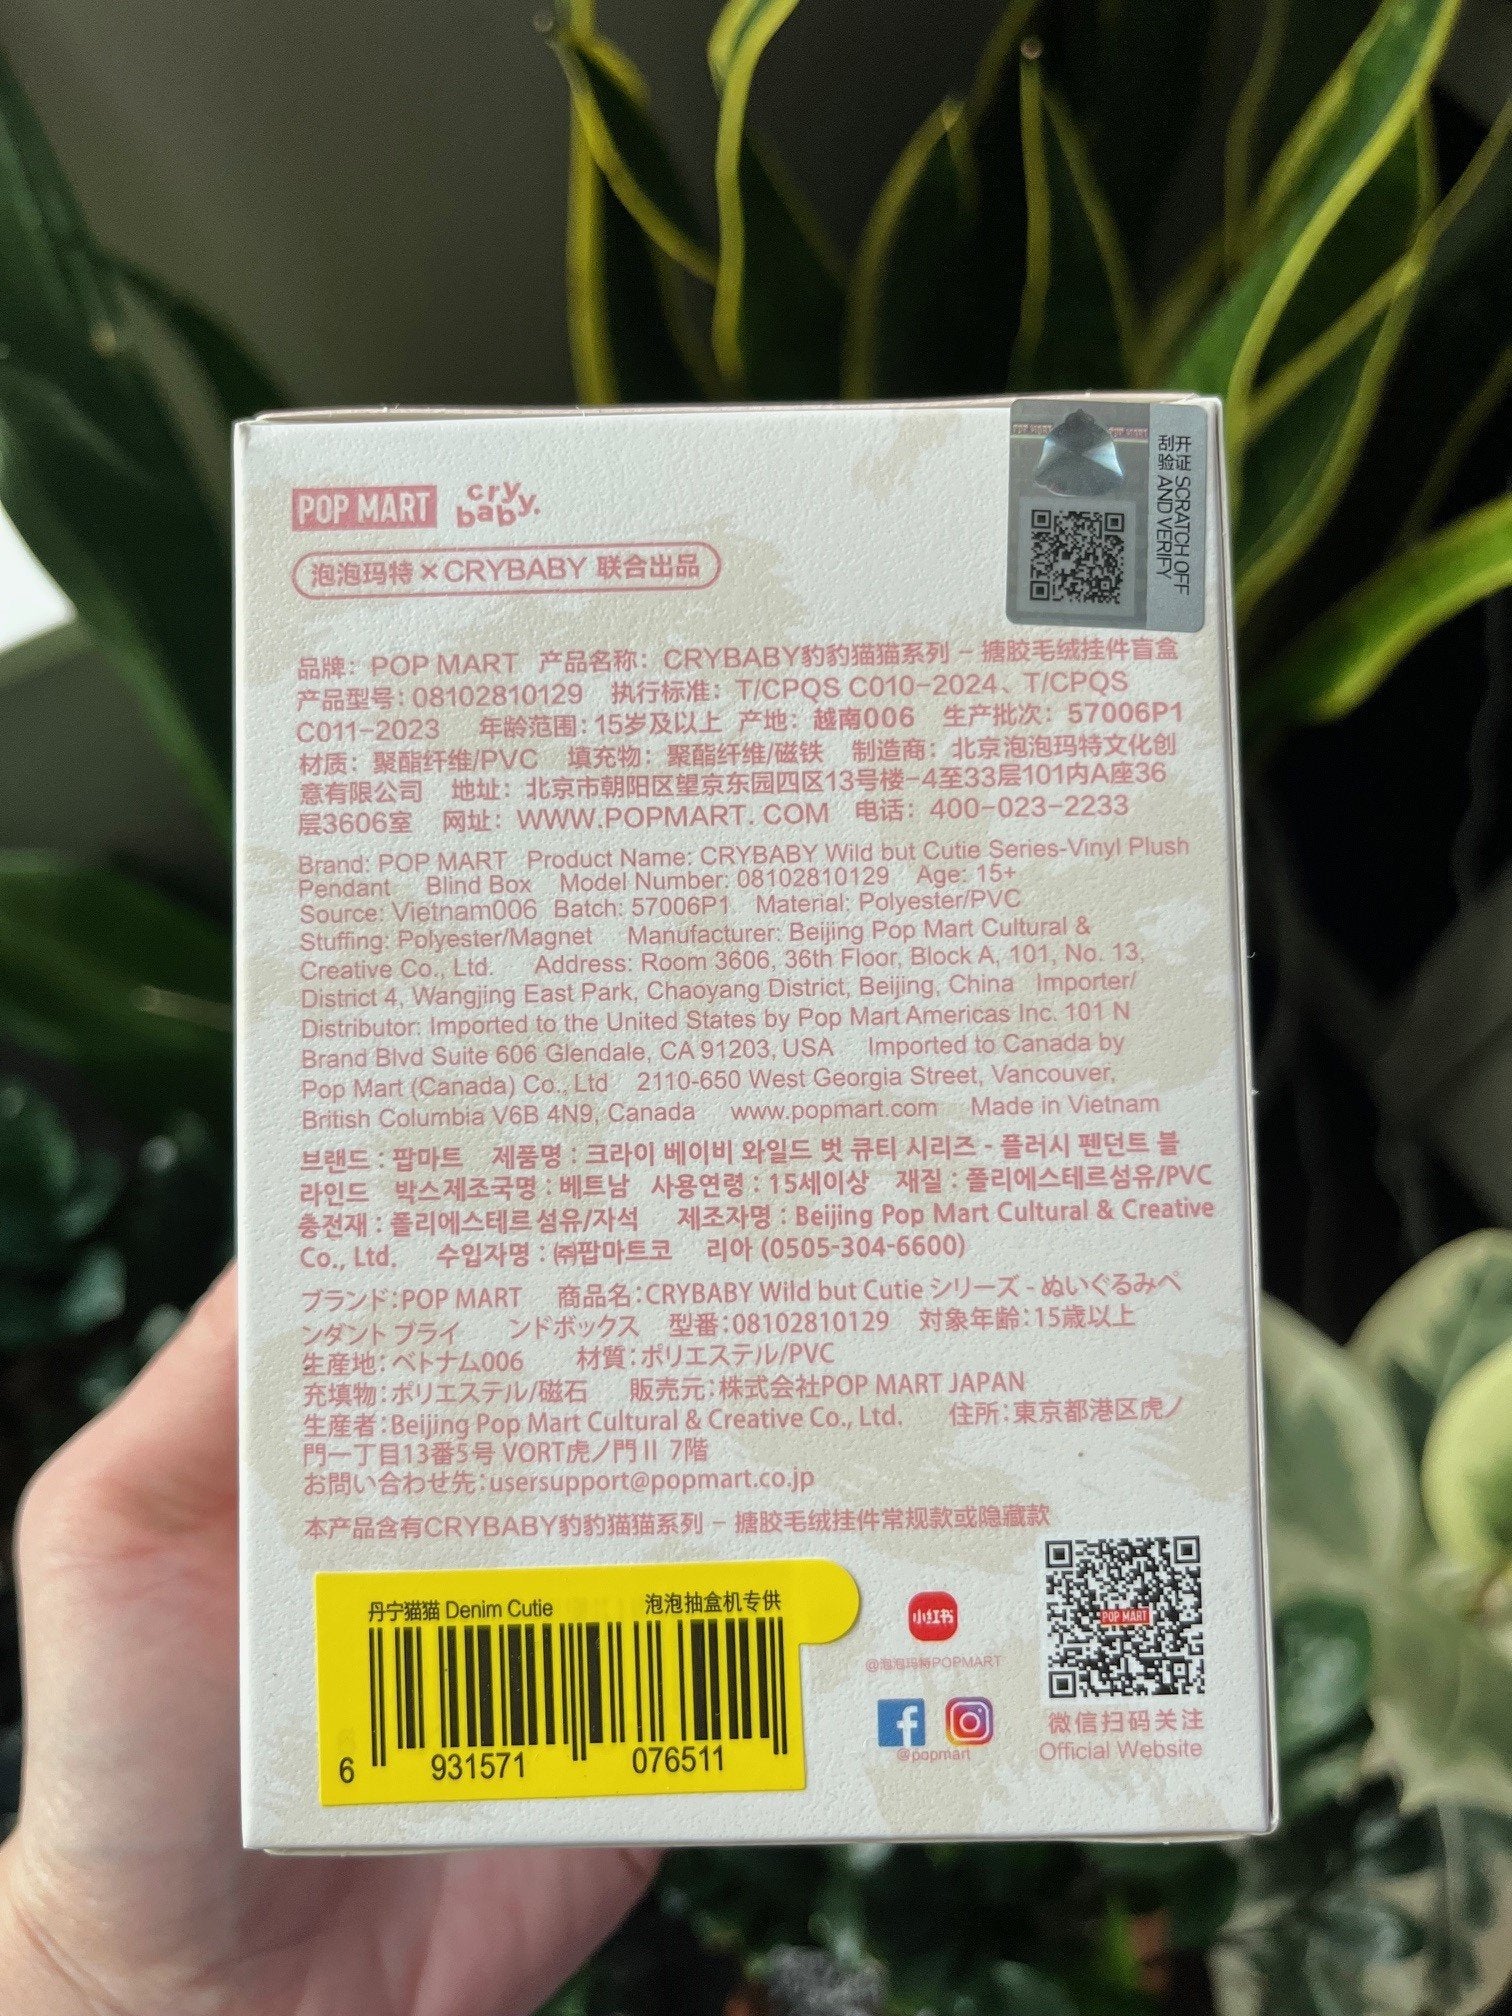 POP MART cry baby.
泡泡玛特×CRYBABY 联合出品
POP MART POP MART
刮开验证 SCRATCH OFF AND VERIFY
品牌：POP MART 产品名称：CRYBABY豹豹猫猫系列－搪胶毛绒挂件盲盒
产品型号：08102810129 执行标准：T/CPQS C010-2024、T/CPQS
C011-2023 年龄范围：15岁及以上 产地：越南006 生产批次：57006P1
材质：聚酯纤维/PVC 填充物：聚酯纤维/磁铁 制造商：北京泡泡玛特文化创
意有限公司 地址：北京市朝阳区望京东园四区13号楼-4至33层101内A座36
层3606室 网址：WWW.POPMART. COM 电话：400-023-2233
Brand: POP MART Product Name: CRYBABY Wild but Cutie Series-Vinyl Plush
Pendant Blind Box Model Number: 08102810129 Age: 15+
Source: Vietnam006 Batch: 57006P1 Material: Polyester/PVC
Stuffing: Polyester/Magnet Manufacturer: Beijing Pop Mart Cultural &
Creative Co., Ltd. Address: Room 3606, 36th Floor, Block A, 101, No. 13,
District 4, Wangjing East Park, Chaoyang District, Beijing, China Importer/
Distributor: Imported to the United States by Pop Mart Americas Inc. 101 N
Brand Blvd Suite 606 Glendale, CA 91203, USA Imported to Canada by
Pop Mart (Canada) Co., Ltd 2110-650 West Georgia Street, Vancouver,
British Columbia V6B 4N9, Canada www.popmart.com Made in Vietnam
브랜드 : 팝마트 제품명 : 크라이 베이비 와일드 벗 큐티 시리즈 - 플러시 펜던트 블
라인드 박스제조국명 : 베트남 사용연령 : 15세이상 재질 : 폴리에스테르섬유/PVC
충전재 : 폴리에스테르 섬유/자석 제조자명 : Beijing Pop Mart Cultural & Creative
Co., Ltd. 수입자명 : ㈜팝마트코 리아 (0505-304-6600)
ブランド:POP MART 商品名:CRYBABY Wild but Cutie シリーズ - ぬいぐるみペ
ンダント ブライ ンドボックス 型番:08102810129 対象年齢:15歳以上
生産地:ベトナム006 材質:ポリエステル/PVC
充填物:ポリエステル/磁石 販売元:株式会社POP MART JAPAN
生産者:Beijing Pop Mart Cultural & Creative Co., Ltd. 住所:東京都港区虎ノ
門一丁目13番5号 VORT虎ノ門II 7階
お問い合わせ先:usersupport@popmart.co.jp
本产品含有CRYBABY豹豹猫猫系列－搪胶毛绒挂件常规款或隐藏款
丹宁猫猫 Denim Cutie 泡泡抽盒机专供
6 931571 076511
小红书
@泡泡玛特POPMART
@popmart
POP MART
微信扫码关注
Official Website